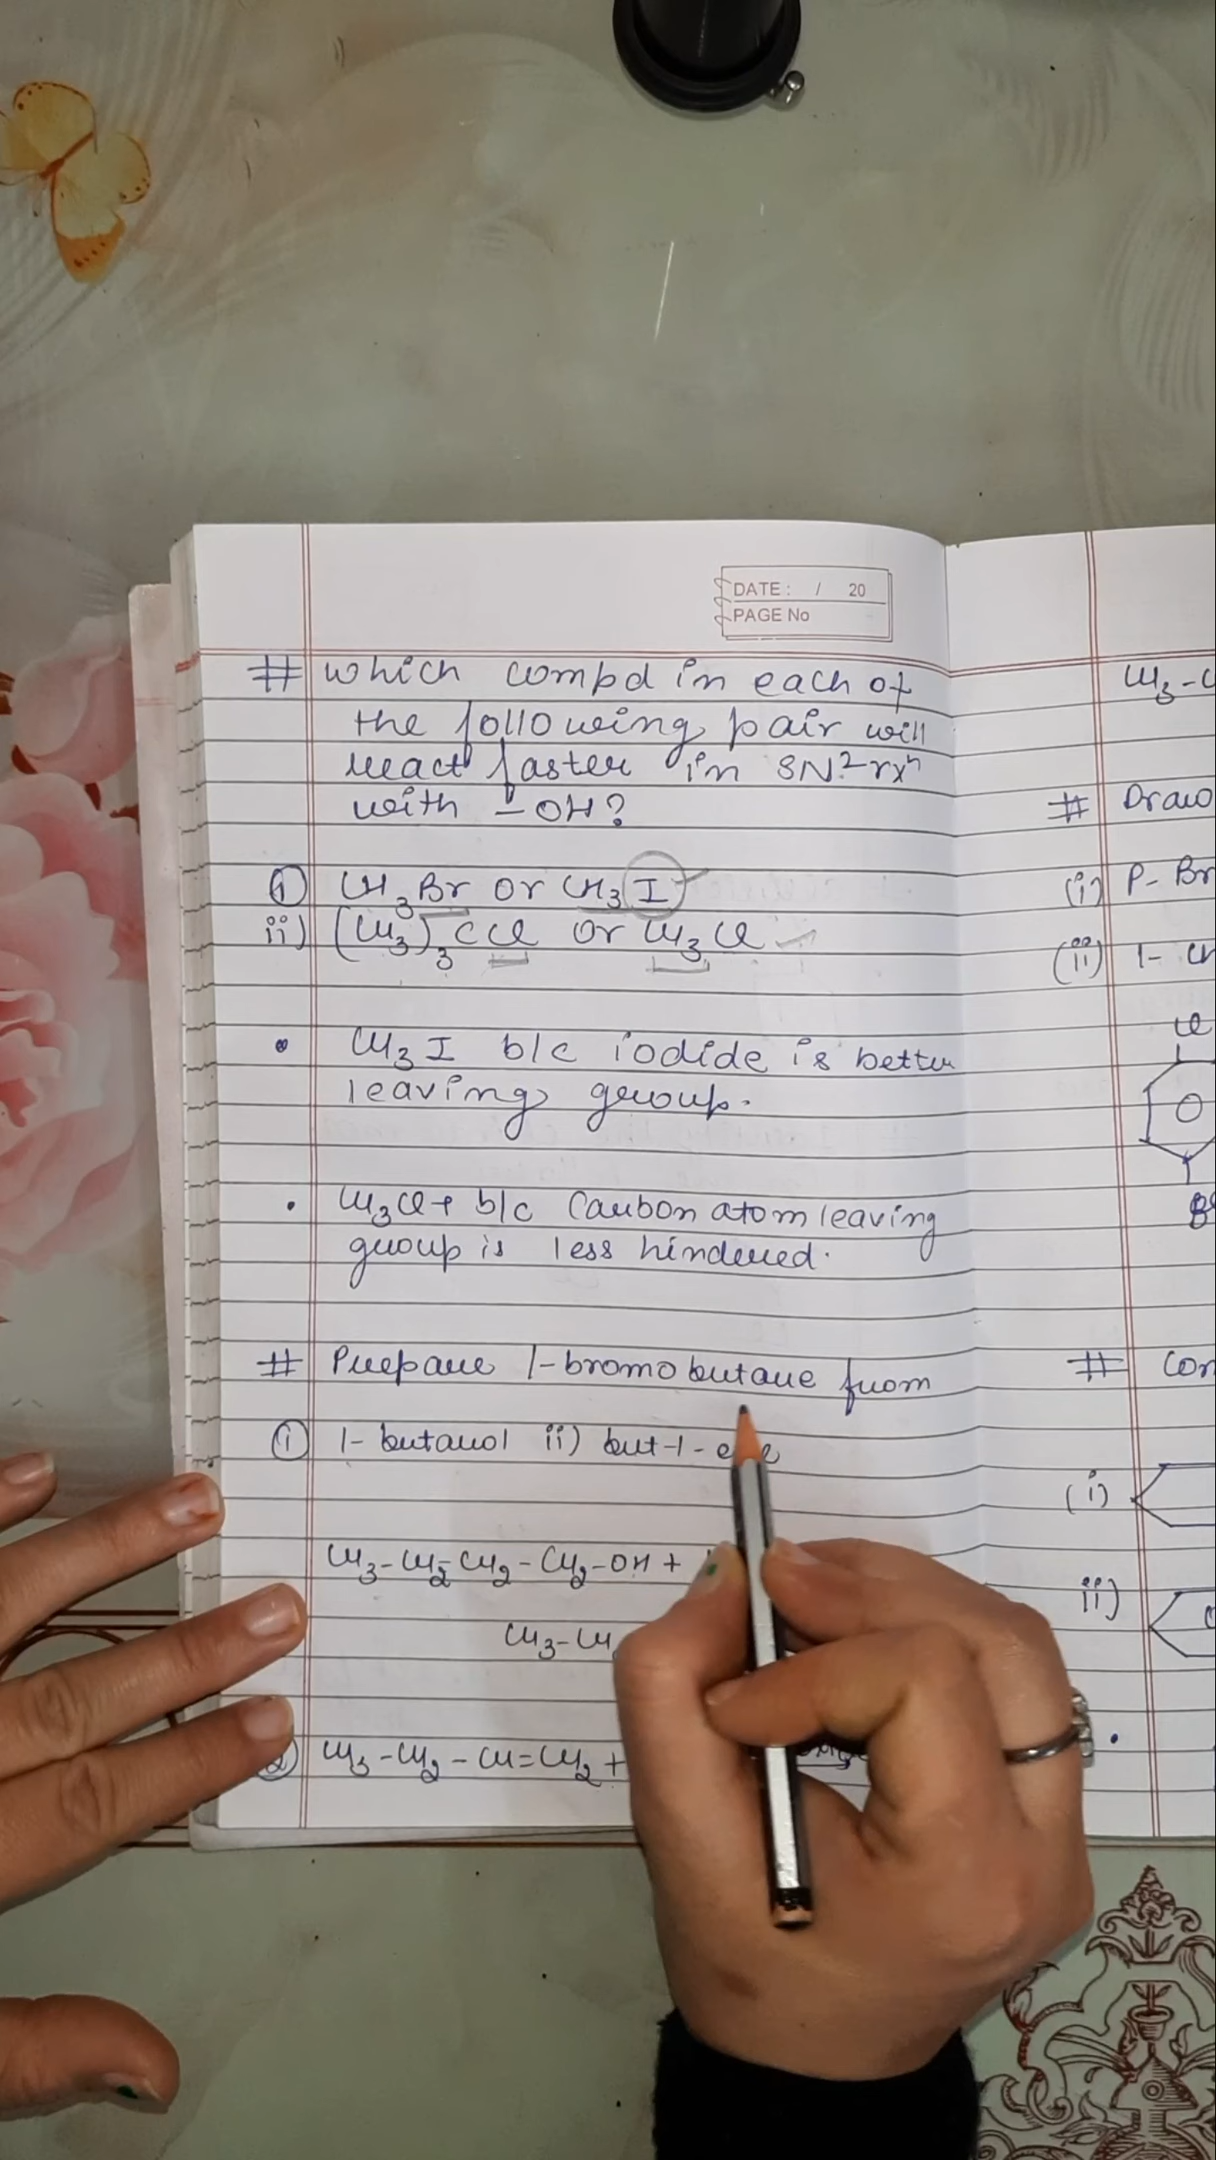 DATE: / 20
PAGE No
# which compd in each of
the following pair will
react faster in SN² rxⁿ
with -OH?
(i) CH₃Br or CH₃I
ii) (CH₃)₃CCl or CH₃Cl
• CH₃I b/c iodide is better
leaving group.
• CH₃Cl b/c Carbon atom leaving
group is less hindered.
# Prepare 1-bromobutane from
(i) 1-butanol ii) but-1-ene
CH₃-CH₂-CH₂-CH₂-OH +
CH₃-CH
2) CH₃-CH₂-CH=CH₂ +
CH₃-C
# Draw
(i) P-Br
(ii) 1-Ch
Cl
O
B
# Con
(i)
ii)